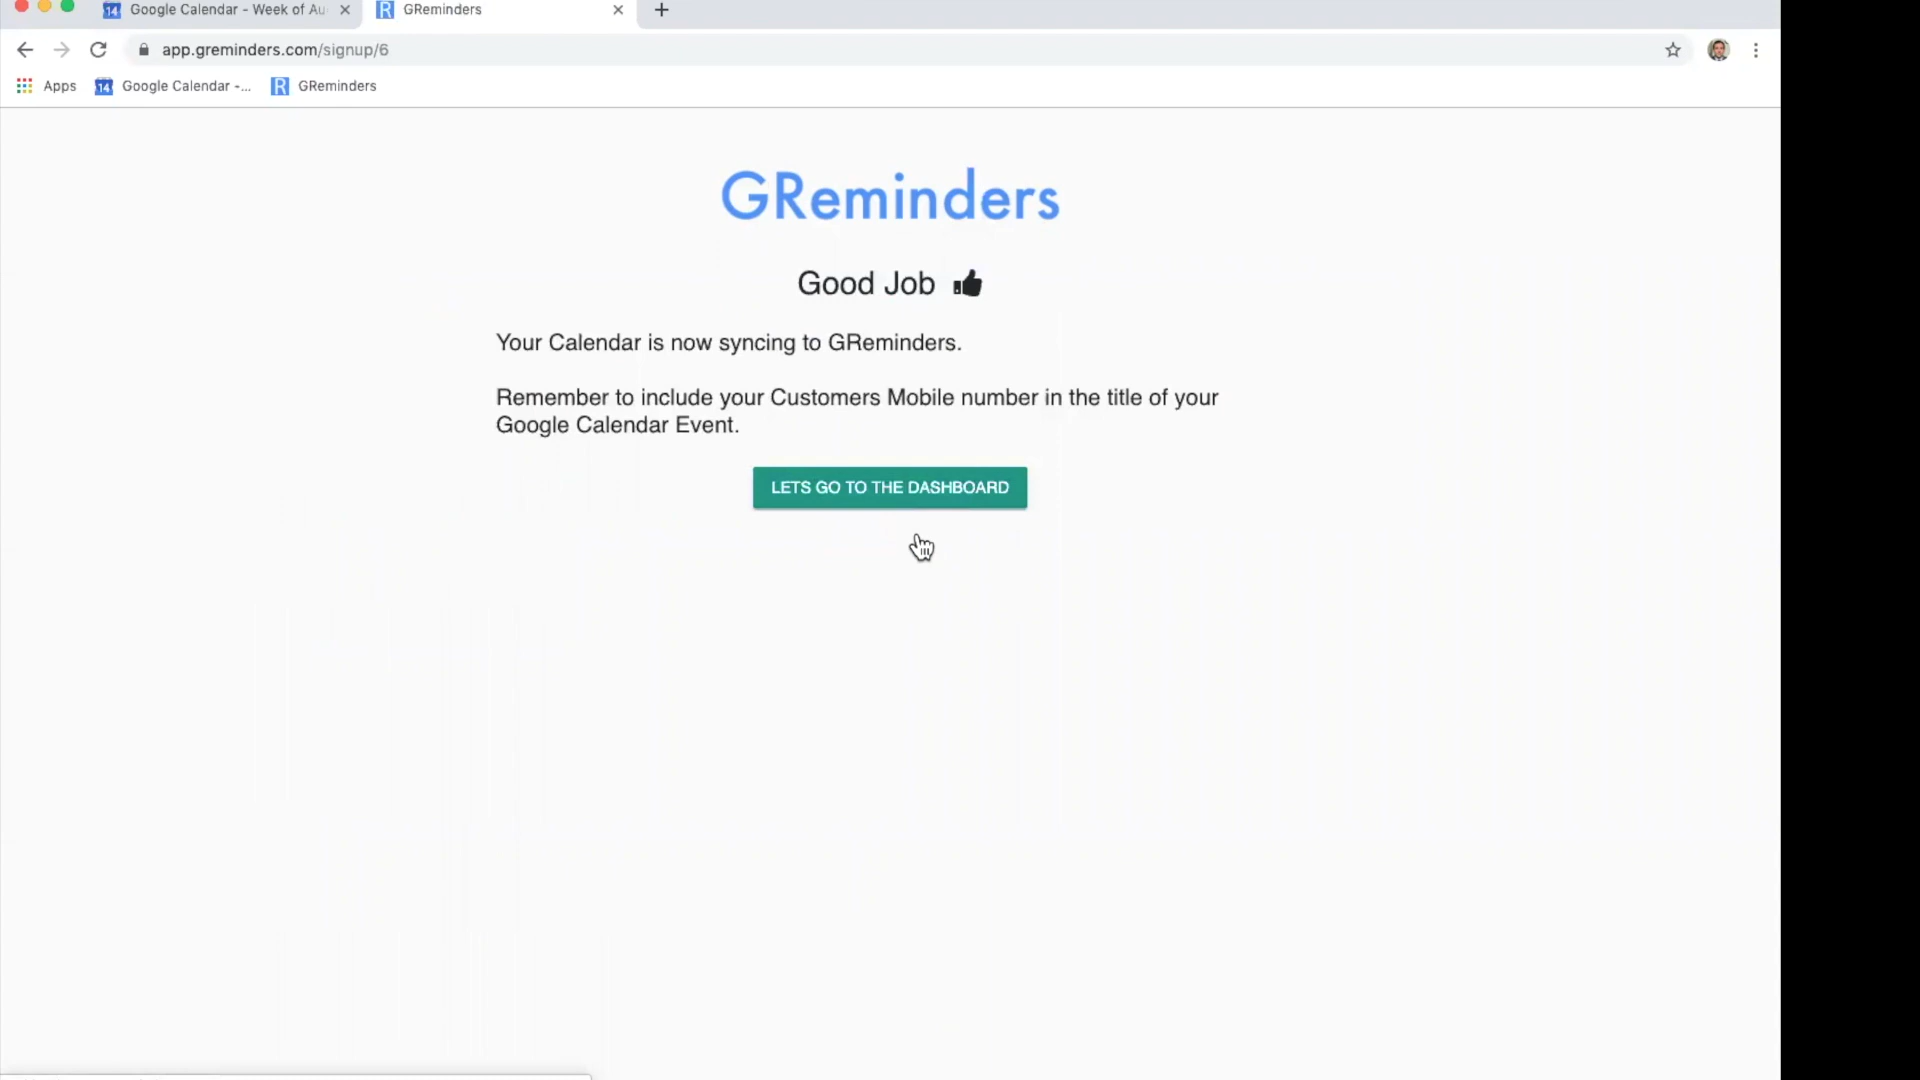 14 Google Calendar - Week of Au
R GReminders
app.greminders.com/signup/6
Apps
14 Google Calendar -...
R GReminders
GReminders
Good Job
Your Calendar is now syncing to GReminders.
Remember to include your Customers Mobile number in the title of your
Google Calendar Event.
LETS GO TO THE DASHBOARD